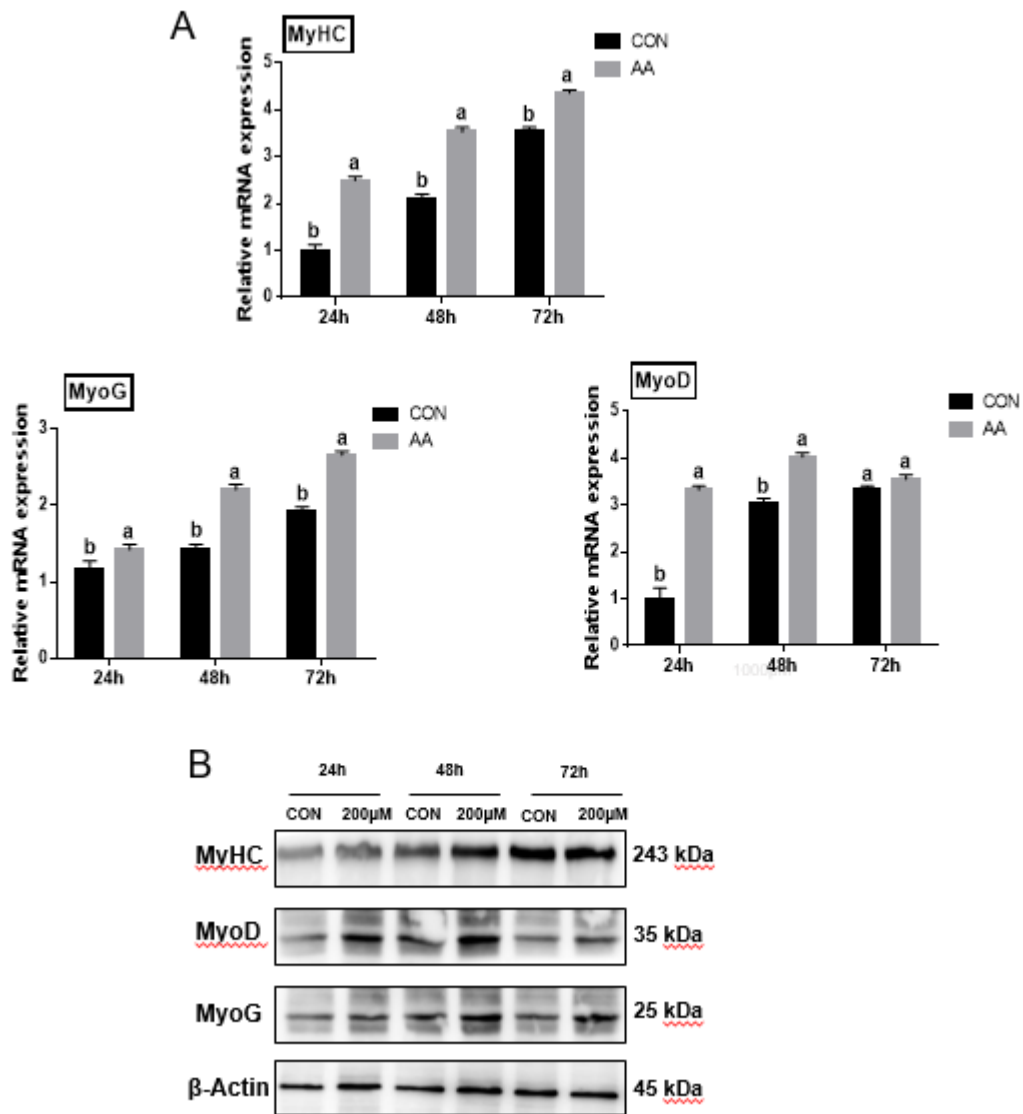 A
MyHC
CON
AA
Relative mRNA expression
5
4
3
2
1
0
b
a
b
a
b
a
24h
48h
72h
MyoG
CON
AA
Relative mRNA expression
3
2
1
0
b
a
b
a
b
a
24h
48h
72h
MyoD
CON
AA
Relative mRNA expression
5
4
3
2
1
0
b
a
b
a
a
a
24h
48h
72h
B
24h 48h 72h
CON 200μM CON 200μM CON 200μM
MyHC 243 kDa
MyoD 35 kDa
MyoG 25 kDa
β-Actin 45 kDa